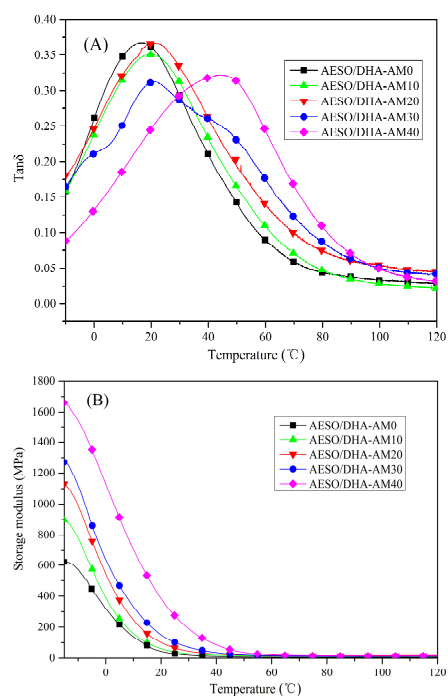 (A)
AESO/DHA-AM0
AESO/DHA-AM10
AESO/DHA-AM20
AESO/DHA-AM30
AESO/DHA-AM40
Tanδ
0.40
0.35
0.30
0.25
0.20
0.15
0.10
0.05
0.00
0 20 40 60 80 100 120
Temperature (℃)
(B)
AESO/DHA-AM0
AESO/DHA-AM10
AESO/DHA-AM20
AESO/DHA-AM30
AESO/DHA-AM40
Storage modulus (MPa)
1800
1600
1400
1200
1000
800
600
400
200
0
0 20 40 60 80 100 120
Temperature (℃)